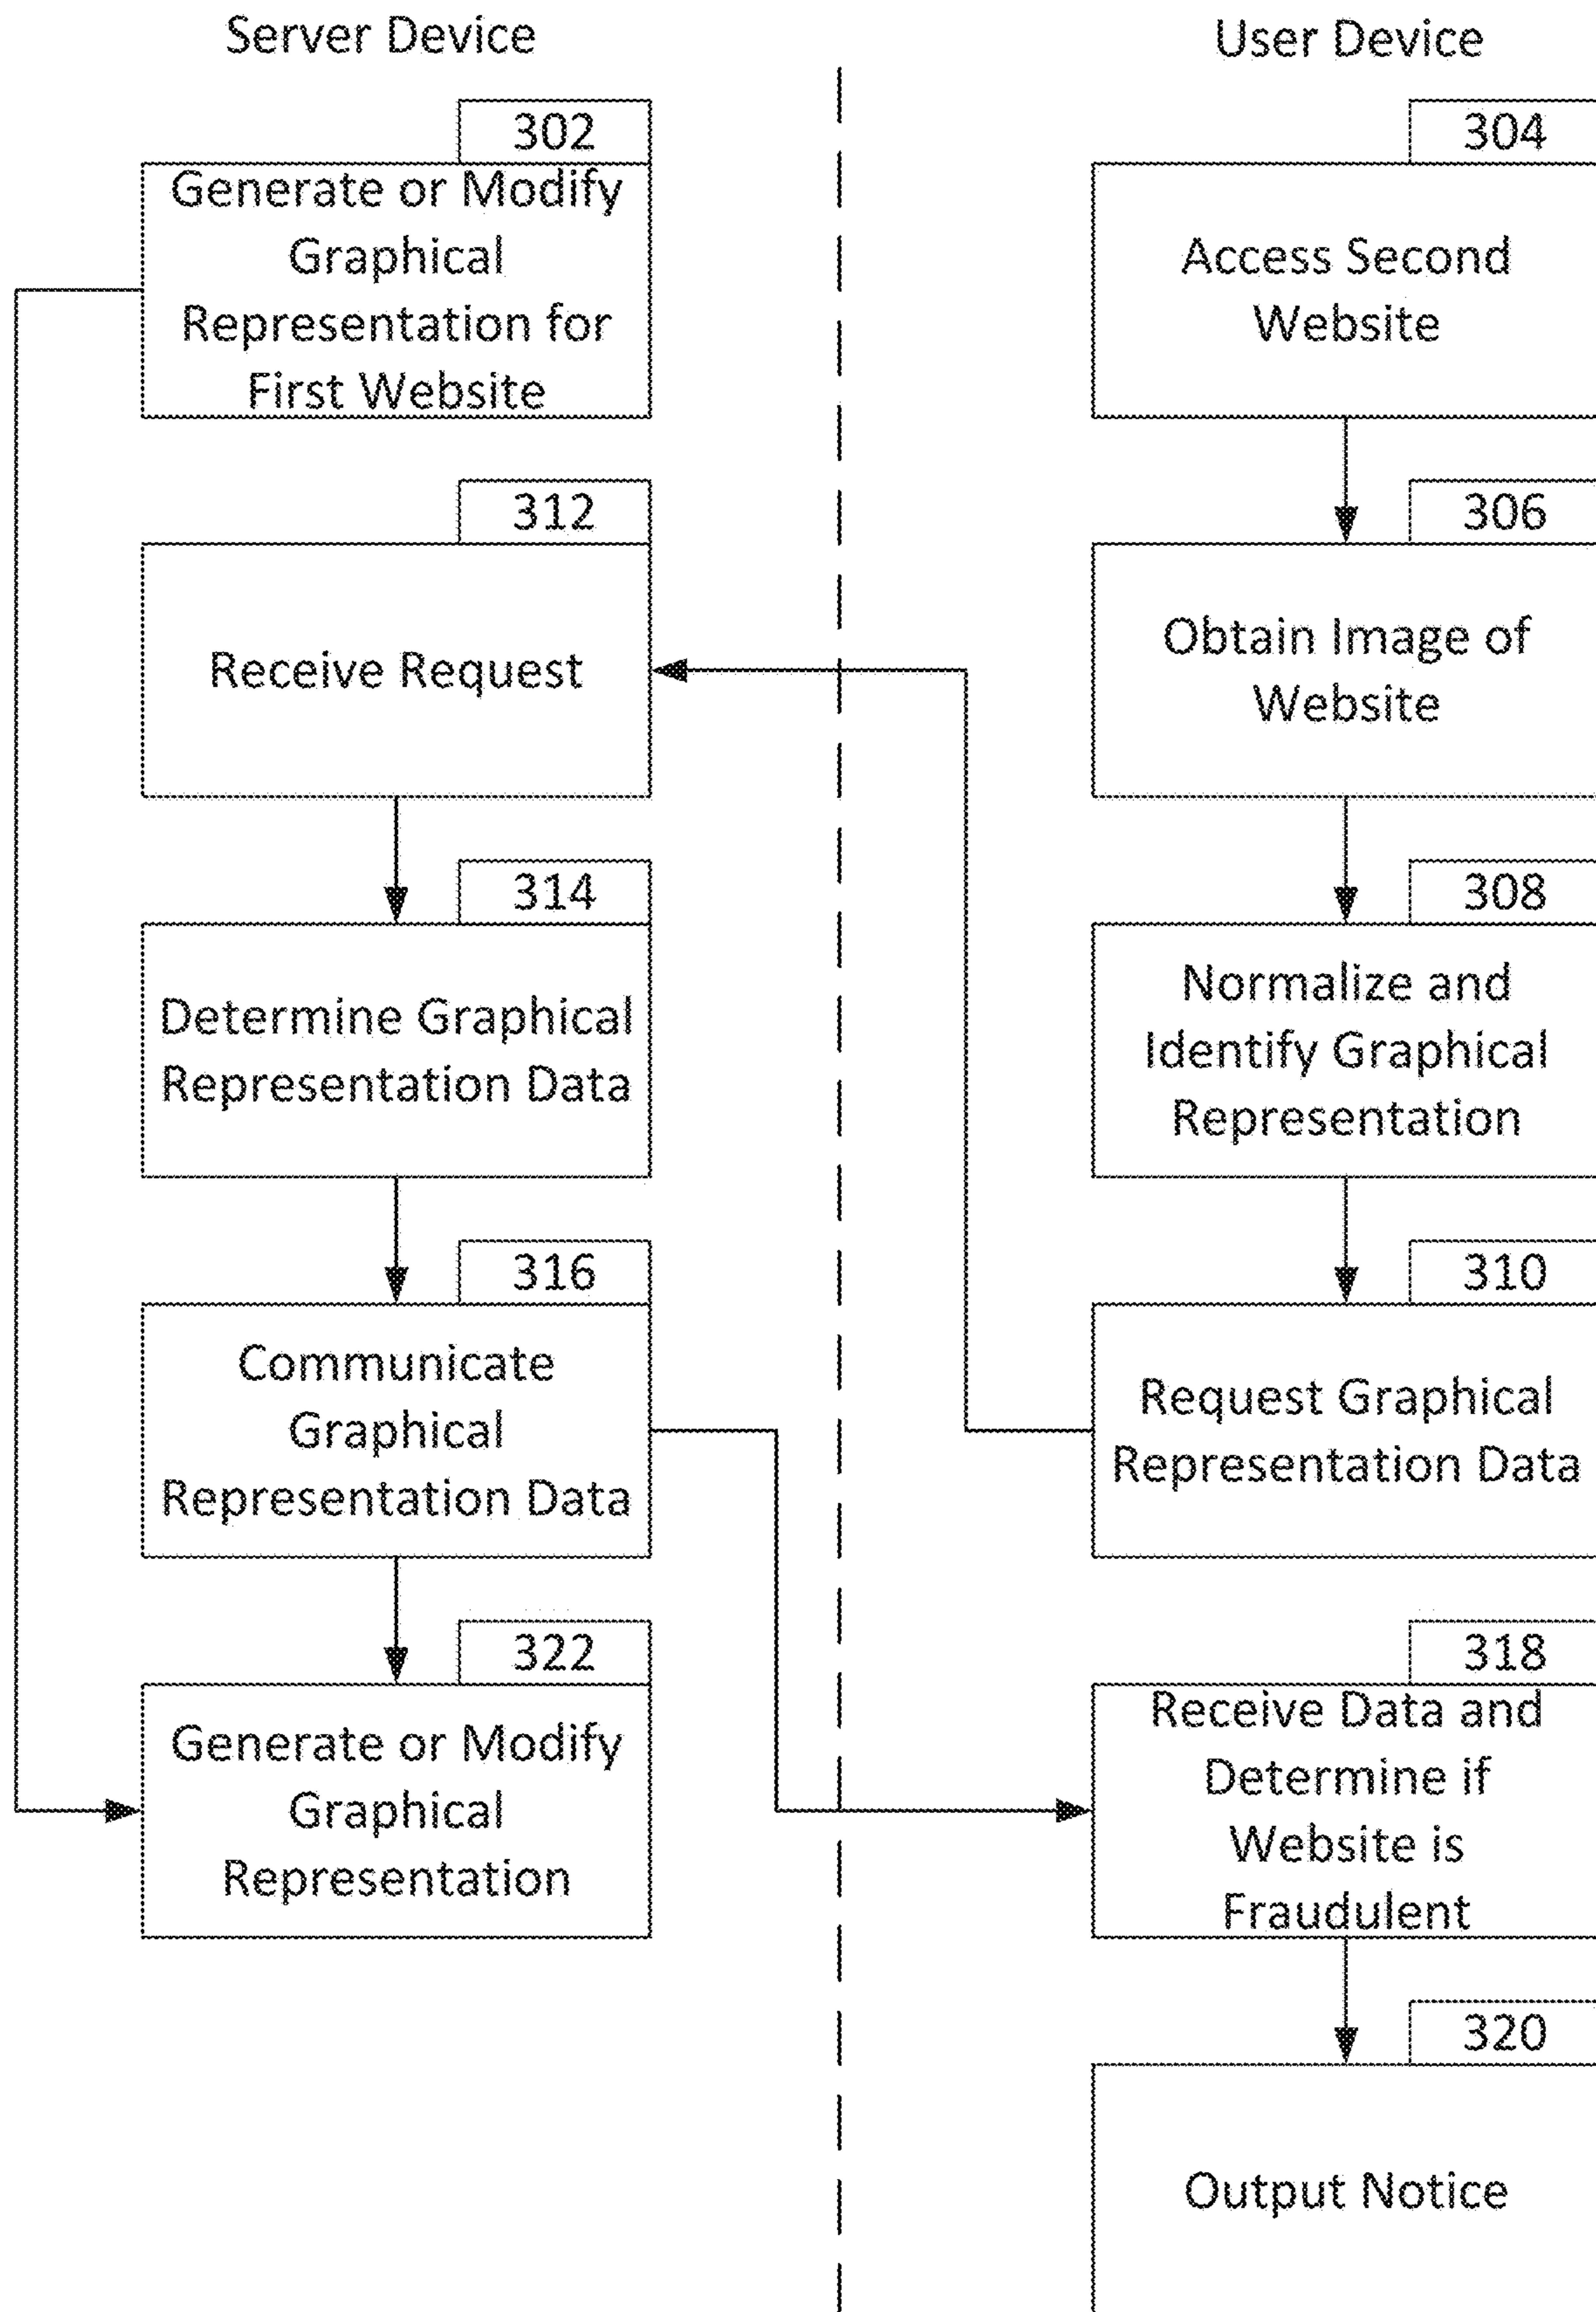 Server Device
User Device
302
Generate or Modify
Graphical
Representation for
First Website
304
Access Second
Website
312
Receive Request
306
Obtain Image of
Website
314
Determine Graphical
Representation Data
308
Normalize and
Identify Graphical
Representation
316
Communicate
Graphical
Representation Data
310
Request Graphical
Representation Data
322
Generate or Modify
Graphical
Representation
318
Receive Data and
Determine if
Website is
Fraudulent
320
Output Notice